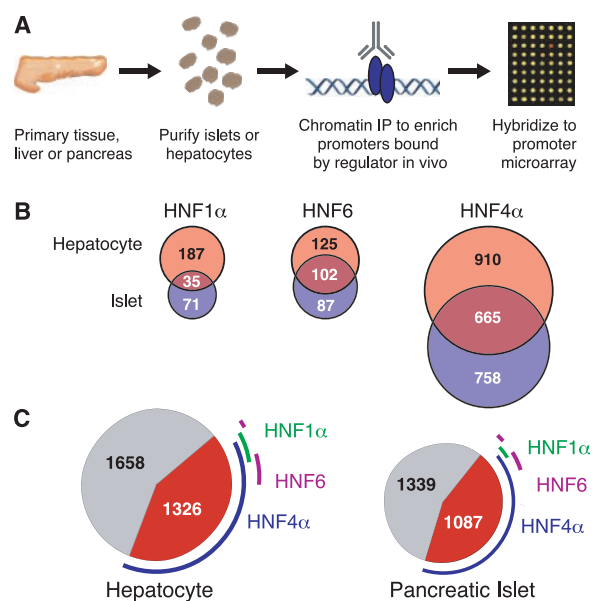 A
Primary tissue,
liver or pancreas
Purify islets or
hepatocytes
Chromatin IP to enrich
promoters bound
by regulator in vivo
Hybridize to
promoter
microarray
B
HNF1α
HNF6
HNF4α
Hepatocyte
187
125
910
35
102
665
Islet
71
87
758
C
1658
1326
HNF1α
HNF6
HNF4α
Hepatocyte
1339
1087
HNF1α
HNF6
HNF4α
Pancreatic Islet